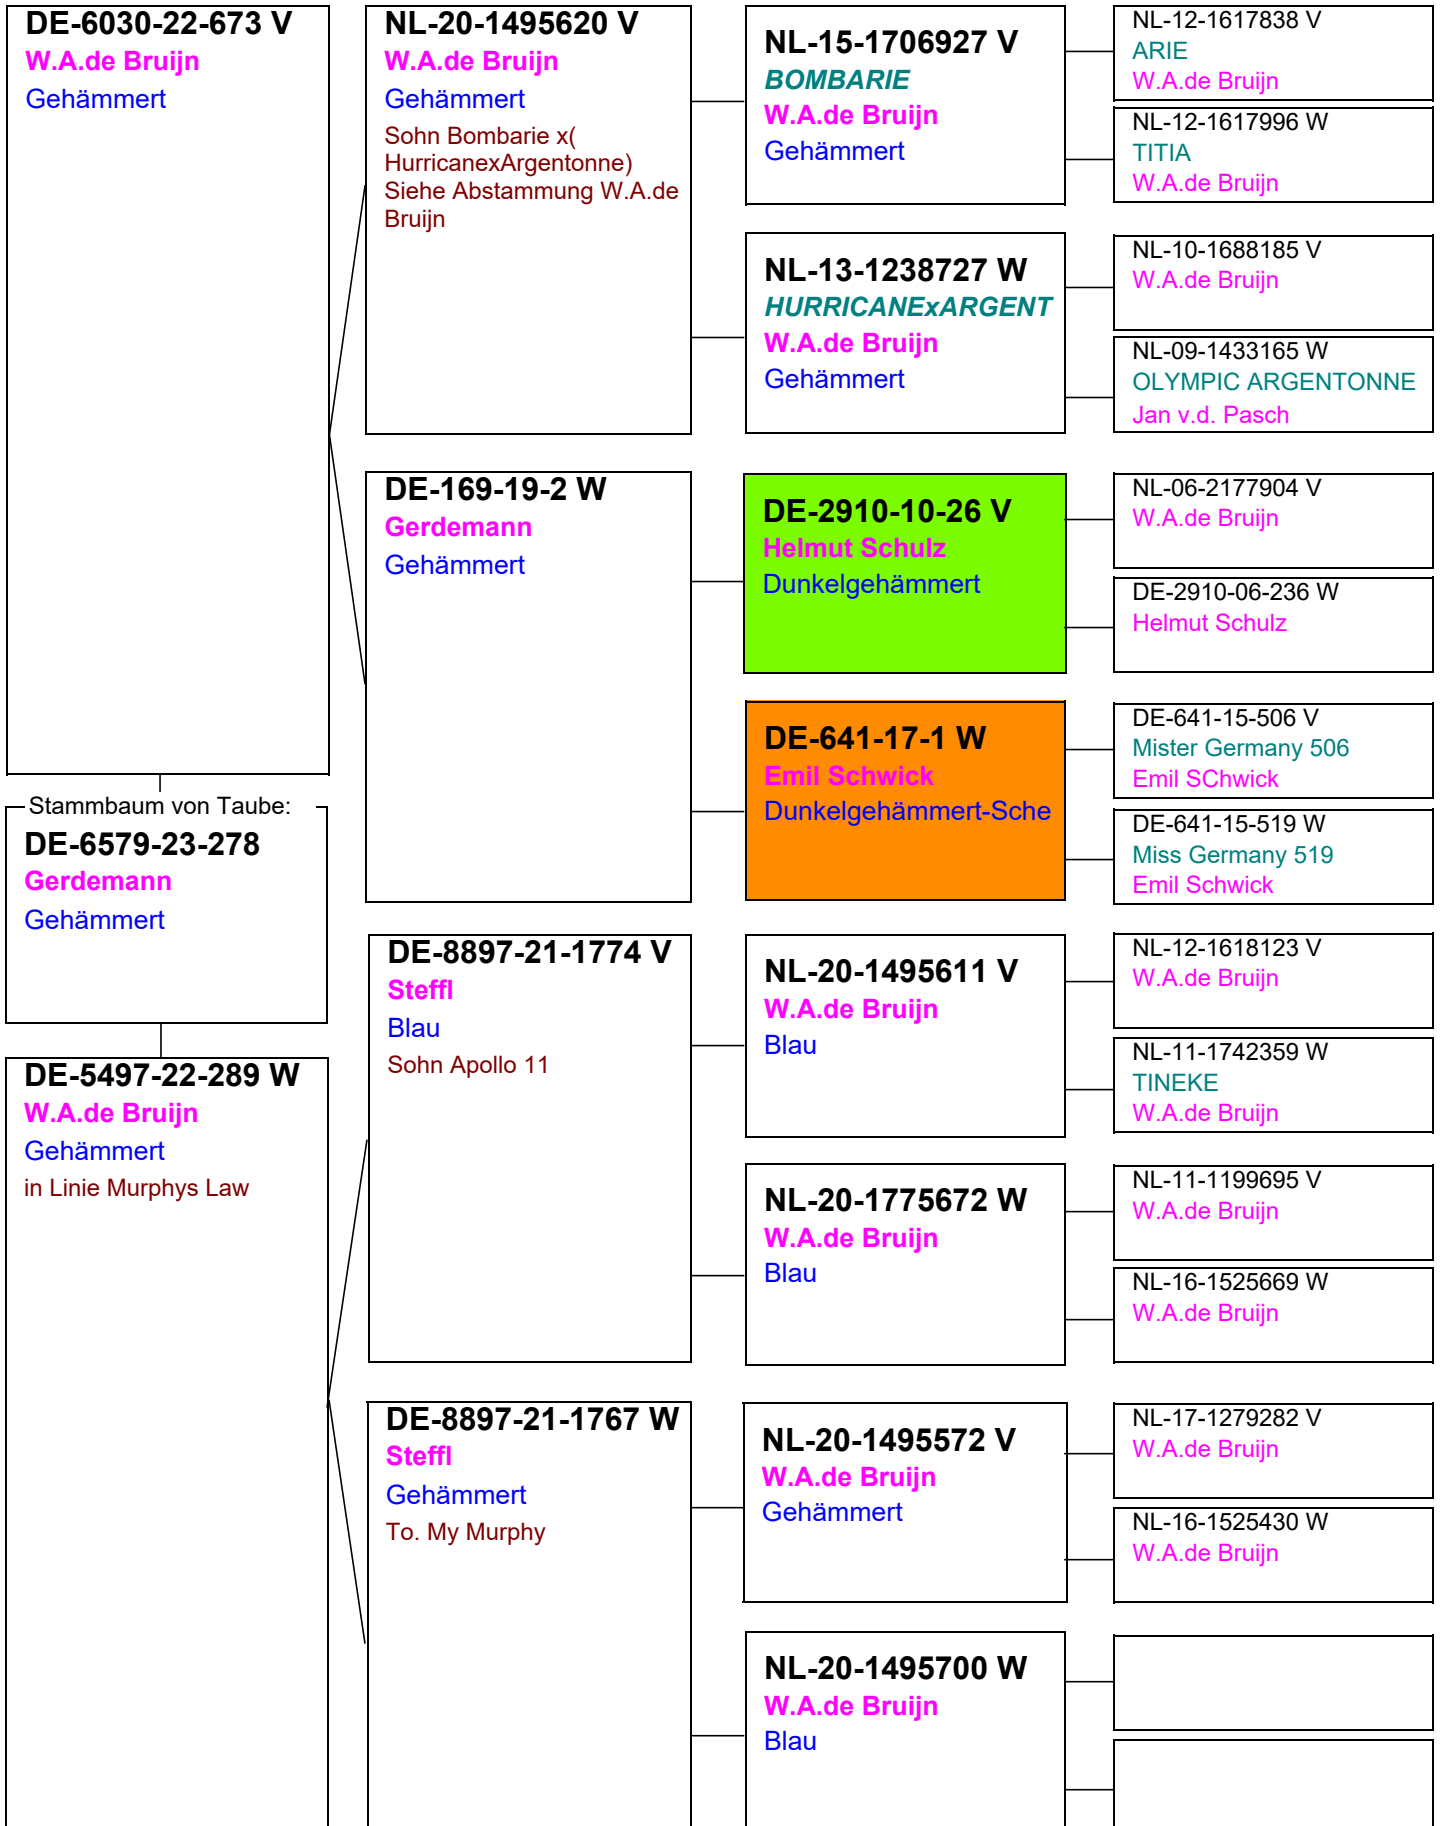 DE-6030-22-673 V
W.A.de Bruijn
Gehämmert
Stammbaum von Taube:
DE-6579-23-278
Gerdemann
Gehämmert
DE-5497-22-289 W
W.A.de Bruijn
Gehämmert
in Linie Murphys Law
NL-20-1495620 V
W.A.de Bruijn
Gehämmert
Sohn Bombarie x(
HurricanexArgentonne)
Siehe Abstammung W.A.de
Bruijn
DE-169-19-2 W
Gerdemann
Gehämmert
DE-8897-21-1774 V
Steffl
Blau
Sohn Apollo 11
DE-8897-21-1767 W
Steffl
Gehämmert
To. My Murphy
NL-15-1706927 V
BOMBARIE
W.A.de Bruijn
Gehämmert
NL-13-1238727 W
HURRICANExARGENT
W.A.de Bruijn
Gehämmert
DE-2910-10-26 V
Helmut Schulz
Dunkelgehämmert
DE-641-17-1 W
Emil Schwick
Dunkelgehämmert-Sche
NL-20-1495611 V
W.A.de Bruijn
Blau
NL-20-1775672 W
W.A.de Bruijn
Blau
NL-20-1495572 V
W.A.de Bruijn
Gehämmert
NL-20-1495700 W
W.A.de Bruijn
Blau
NL-12-1617838 V
ARIE
W.A.de Bruijn
NL-12-1617996 W
TITIA
W.A.de Bruijn
NL-10-1688185 V
W.A.de Bruijn
NL-09-1433165 W
OLYMPIC ARGENTONNE
Jan v.d. Pasch
NL-06-2177904 V
W.A.de Bruijn
DE-2910-06-236 W
Helmut Schulz
DE-641-15-506 V
Mister Germany 506
Emil SChwick
DE-641-15-519 W
Miss Germany 519
Emil Schwick
NL-12-1618123 V
W.A.de Bruijn
NL-11-1742359 W
TINEKE
W.A.de Bruijn
NL-11-1199695 V
W.A.de Bruijn
NL-16-1525669 W
W.A.de Bruijn
NL-17-1279282 V
W.A.de Bruijn
NL-16-1525430 W
W.A.de Bruijn